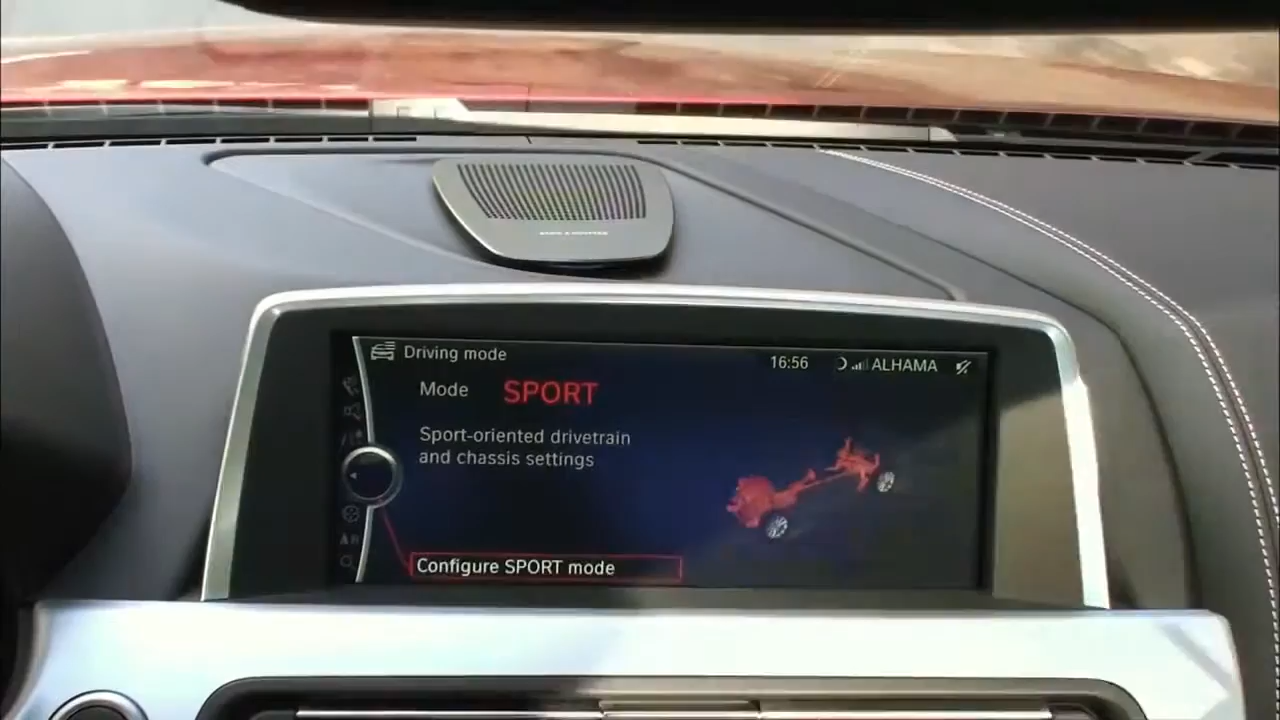 Driving mode
16:56
ALHAMA
Mode SPORT
Sport-oriented drivetrain
and chassis settings
Configure SPORT mode